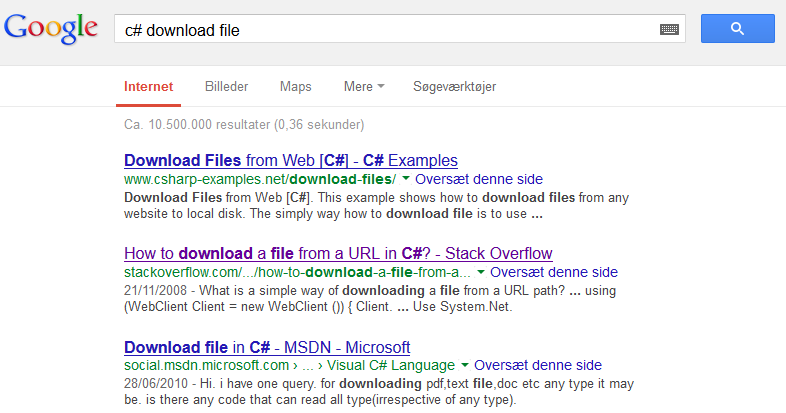 Google
c# download file
Internet Billeder Maps Mere Søgeværktøjer
Ca. 10.500.000 resultater (0,36 sekunder)
Download Files from Web [C#] - C# Examples
www.csharp-examples.net/download-files/ Oversæt denne side
Download Files from Web [C#]. This example shows how to download files from any
website to local disk. The simply way how to download file is to use ...
How to download a file from a URL in C#? - Stack Overflow
stackoverflow.com/.../how-to-download-a-file-from-a... Oversæt denne side
21/11/2008 - What is a simple way of downloading a file from a URL path? ... using
(WebClient Client = new WebClient ()) { Client. ... Use System.Net.
Download file in C# - MSDN - Microsoft
social.msdn.microsoft.com › ... › Visual C# Language Oversæt denne side
28/06/2010 - Hi. i have one query. for downloading pdf,text file,doc etc any type it may
be. is there any code that can read all type(irrespective of any type).